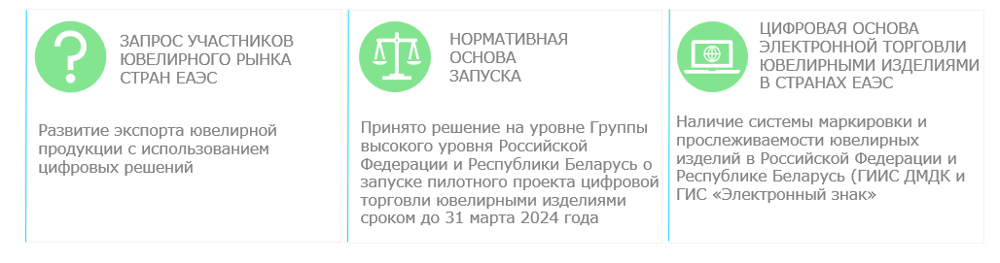 ЗАПРОС УЧАСТНИКОВ
ЮВЕЛИРНОГО РЫНКА
СТРАН ЕАЭС
Развитие экспорта ювелирной
продукции с использованием
цифровых решений
НОРМАТИВНАЯ
ОСНОВА
ЗАПУСКА
Принято решение на уровне Группы
высокого уровня Российской
Федерации и Республики Беларусь о
запуске пилотного проекта цифровой
торговли ювелирными изделиями
сроком до 31 марта 2024 года
ЦИФРОВАЯ ОСНОВА
ЭЛЕКТРОННОЙ ТОРГОВЛИ
ЮВЕЛИРНЫМИ ИЗДЕЛИЯМИ
В СТРАНАХ ЕАЭС
Наличие системы маркировки и
прослеживаемости ювелирных
изделий в Российской Федерации и
Республике Беларусь (ГИИС ДМДК и
ГИС «Электронный знак»